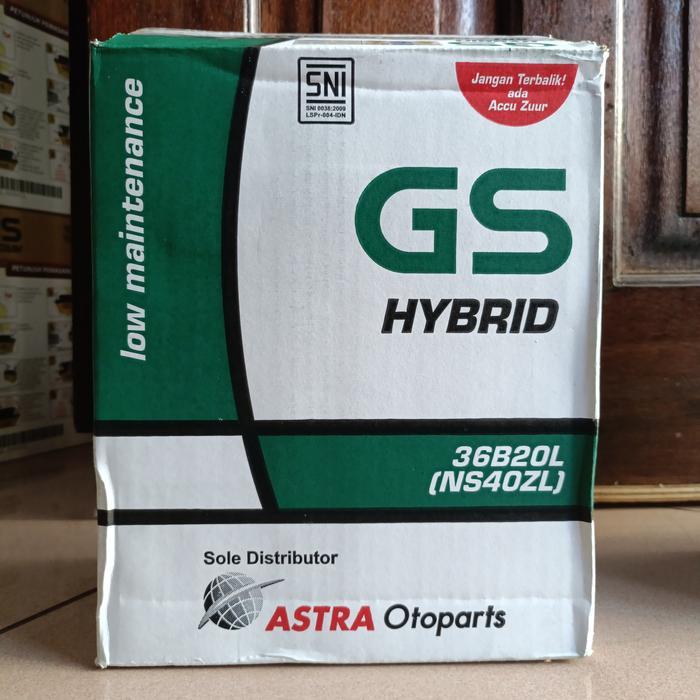 low maintenance
SNI
SNI 0038:2009
LSPr-004-IDN
Jangan Terbalik!
ada
Accu Zuur
GS
HYBRID
36B20L
(NS40ZL)
Sole Distributor
ASTRA Otoparts